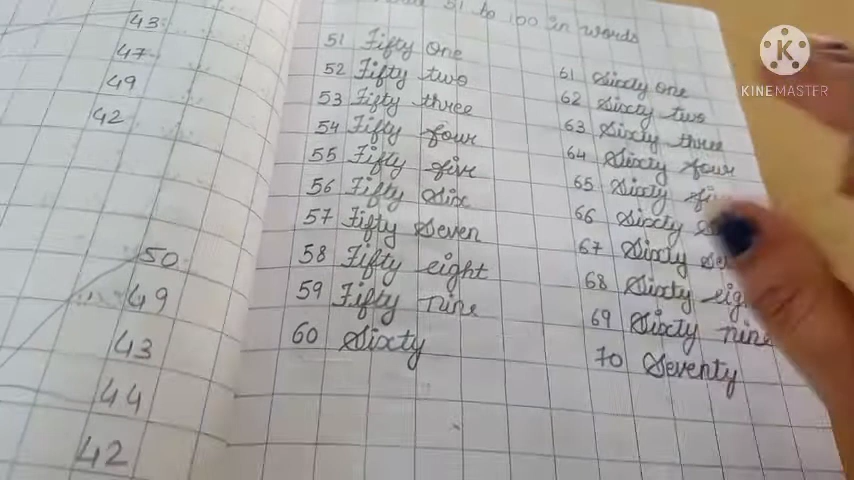 43
47
49
42
50
49
43
44
42
51 to 100 in words
51 Fifty One
52 Fifty two
53 Fifty three
54 Fifty four
55 Fifty five
56 Fifty Six
57 Fifty Seven
58 Fifty eight
59 Fifty nine
60 Sixty
61 Sixty one
62 Sixty two
63 Sixty three
64 Sixty four
65 Sixty
66 Sixty
67 Sixty
68 Sixty
69 Sixty nine
70 Seventy
KINEMASTER